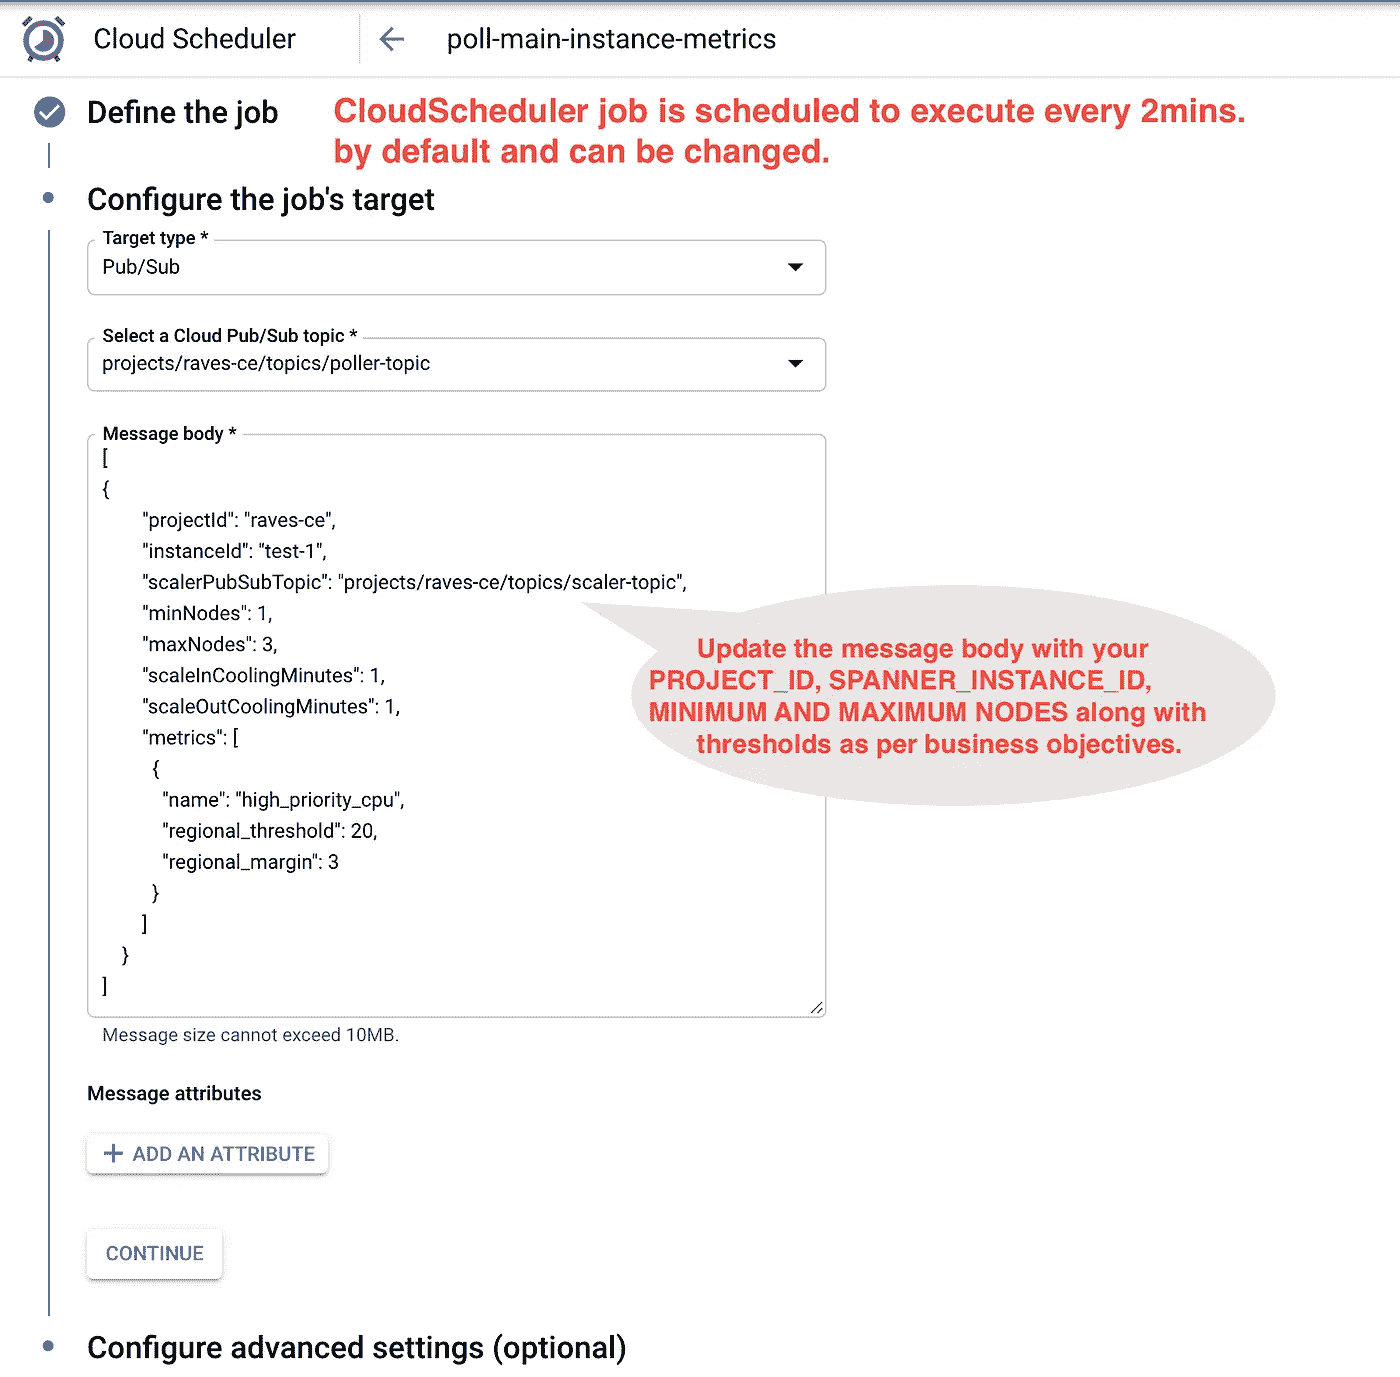 Cloud Scheduler
poll-main-instance-metrics
Define the job
CloudScheduler job is scheduled to execute every 2mins.
by default and can be changed.
Configure the job's target
Target type *
Pub/Sub
Select a Cloud Pub/Sub topic *
projects/raves-ce/topics/poller-topic
Message body *
[
{
"projectId": "raves-ce",
"instanceId": "test-1",
"scalerPubSubTopic": "projects/raves-ce/topics/scaler-topic",
"minNodes": 1,
"maxNodes": 3,
"scaleInCoolingMinutes": 1,
"scaleOutCoolingMinutes": 1,
"metrics": [
{
"name": "high_priority_cpu",
"regional_threshold": 20,
"regional_margin": 3
}
]
}
]
Update the message body with your
PROJECT_ID, SPANNER_INSTANCE_ID,
MINIMUM AND MAXIMUM NODES along with
thresholds as per business objectives.
Message size cannot exceed 10MB.
Message attributes
+ ADD AN ATTRIBUTE
CONTINUE
Configure advanced settings (optional)